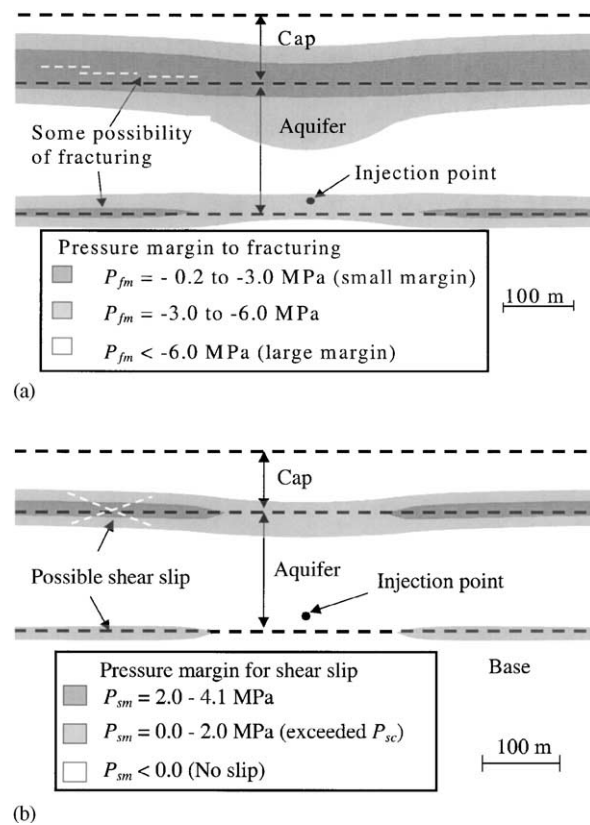 Cap
Some possibility
of fracturing
Aquifer
Injection point
Pressure margin to fracturing
P_fm = - 0.2 to -3.0 MPa (small margin)
P_fm = -3.0 to -6.0 MPa
P_fm < -6.0 MPa (large margin)
100 m
(a)
Cap
Possible shear slip
Aquifer
Injection point
Pressure margin for shear slip
P_sm = 2.0 - 4.1 MPa
P_sm = 0.0 - 2.0 MPa (exceeded P_sc)
P_sm < 0.0 (No slip)
Base
100 m
(b)